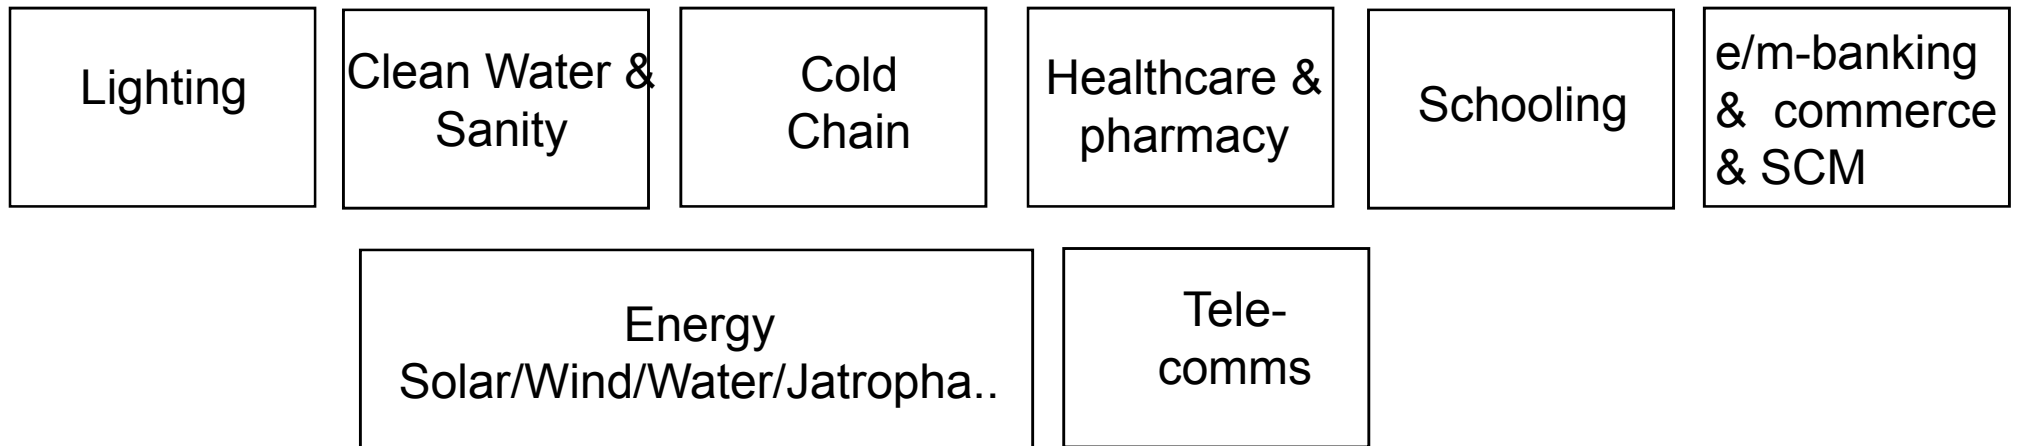 Lighting
Clean Water &
Sanity
Cold
Chain
Healthcare &
pharmacy
Schooling
e/m-banking
& commerce
& SCM
Energy
Solar/Wind/Water/Jatropha..
Tele-
comms